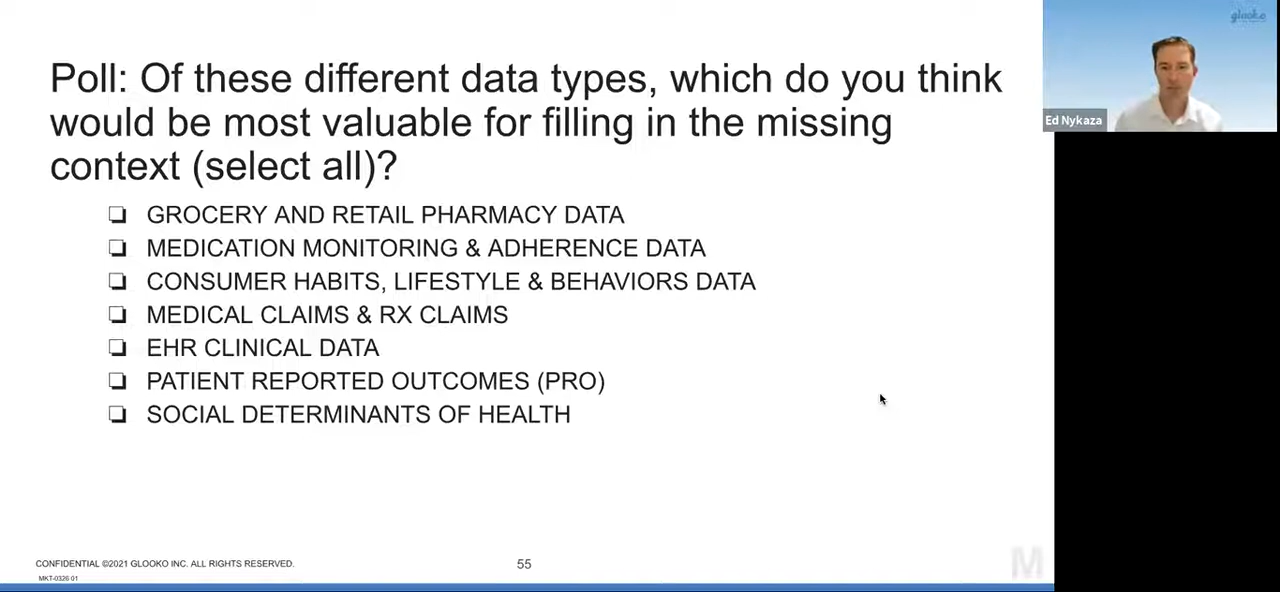 Poll: Of these different data types, which do you think
would be most valuable for filling in the missing
context (select all)?
❏ GROCERY AND RETAIL PHARMACY DATA
❏ MEDICATION MONITORING & ADHERENCE DATA
❏ CONSUMER HABITS, LIFESTYLE & BEHAVIORS DATA
❏ MEDICAL CLAIMS & RX CLAIMS
❏ EHR CLINICAL DATA
❏ PATIENT REPORTED OUTCOMES (PRO)
❏ SOCIAL DETERMINANTS OF HEALTH
CONFIDENTIAL ©2021 GLOOKO INC. ALL RIGHTS RESERVED.
55
MKT-0326 01
M
glooko
Ed Nykaza